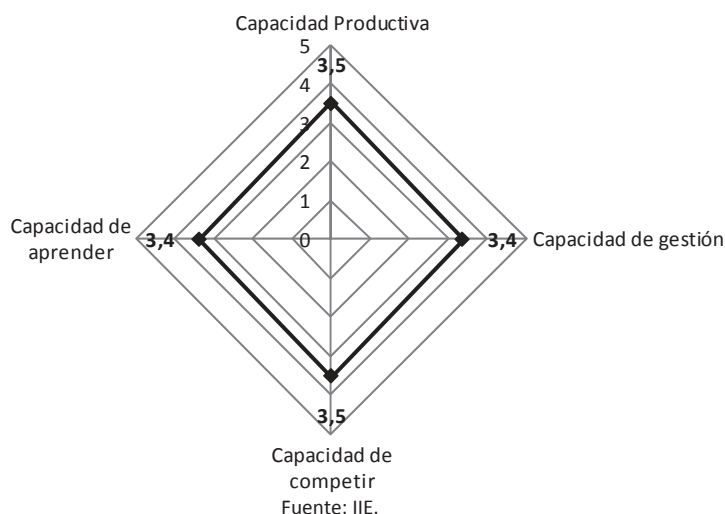 Capacidad Productiva
5
3,5
4
3
2
1
0
Capacidad de
aprender
3,4
3,4
Capacidad de gestión
3,5
Capacidad de
competir
Fuente: IIE.